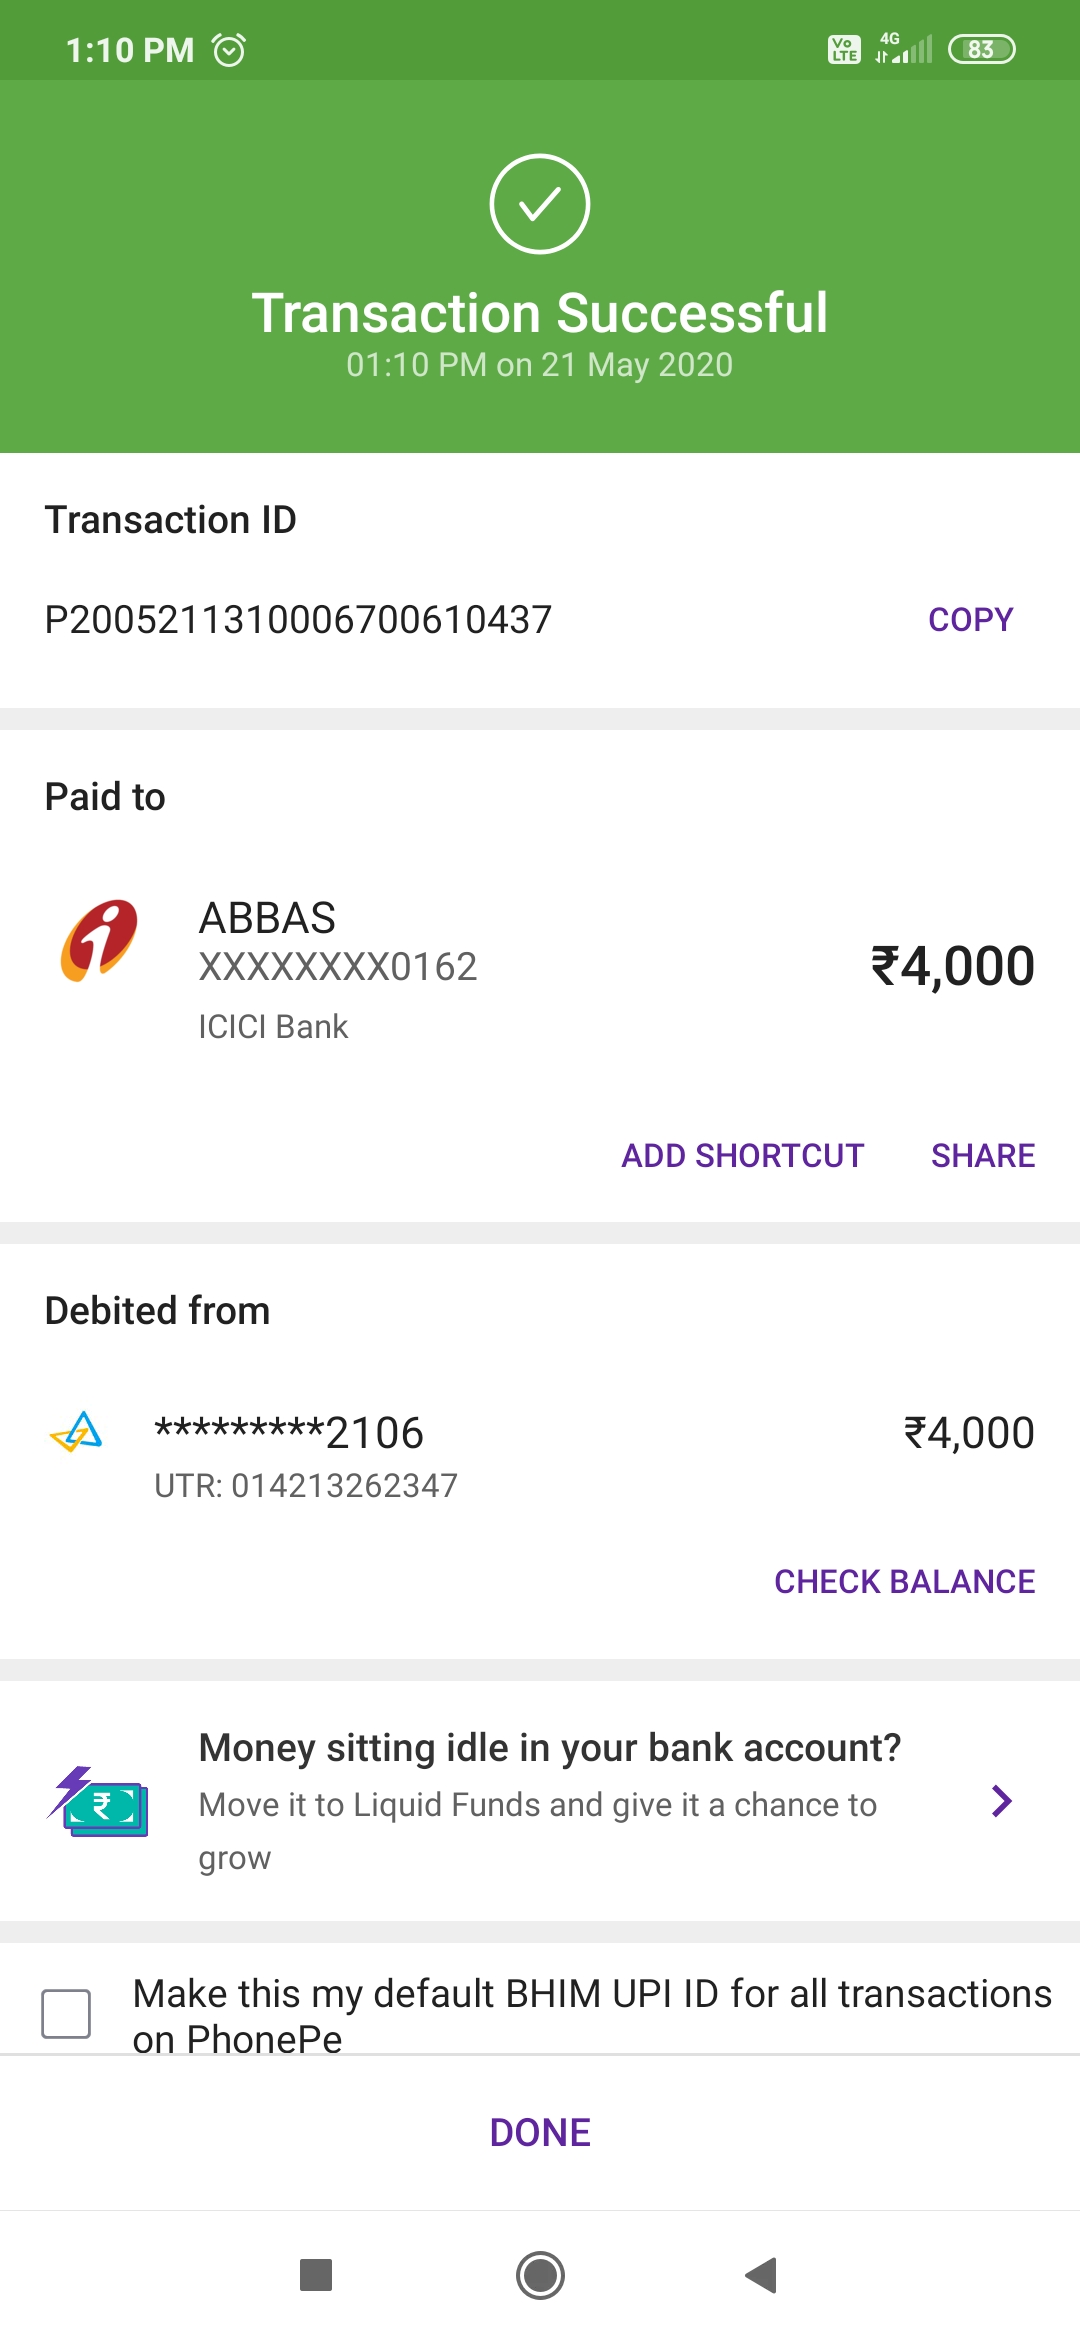 1:10 PM
Vo LTE 4G 83
Transaction Successful
01:10 PM on 21 May 2020
Transaction ID
P2005211310006700610437
COPY
Paid to
ABBAS
XXXXXXXX0162
₹4,000
ICICI Bank
ADD SHORTCUT SHARE
Debited from
*********2106
₹4,000
UTR: 014213262347
CHECK BALANCE
Money sitting idle in your bank account?
Move it to Liquid Funds and give it a chance to
grow
Make this my default BHIM UPI ID for all transactions
on PhonePe
DONE